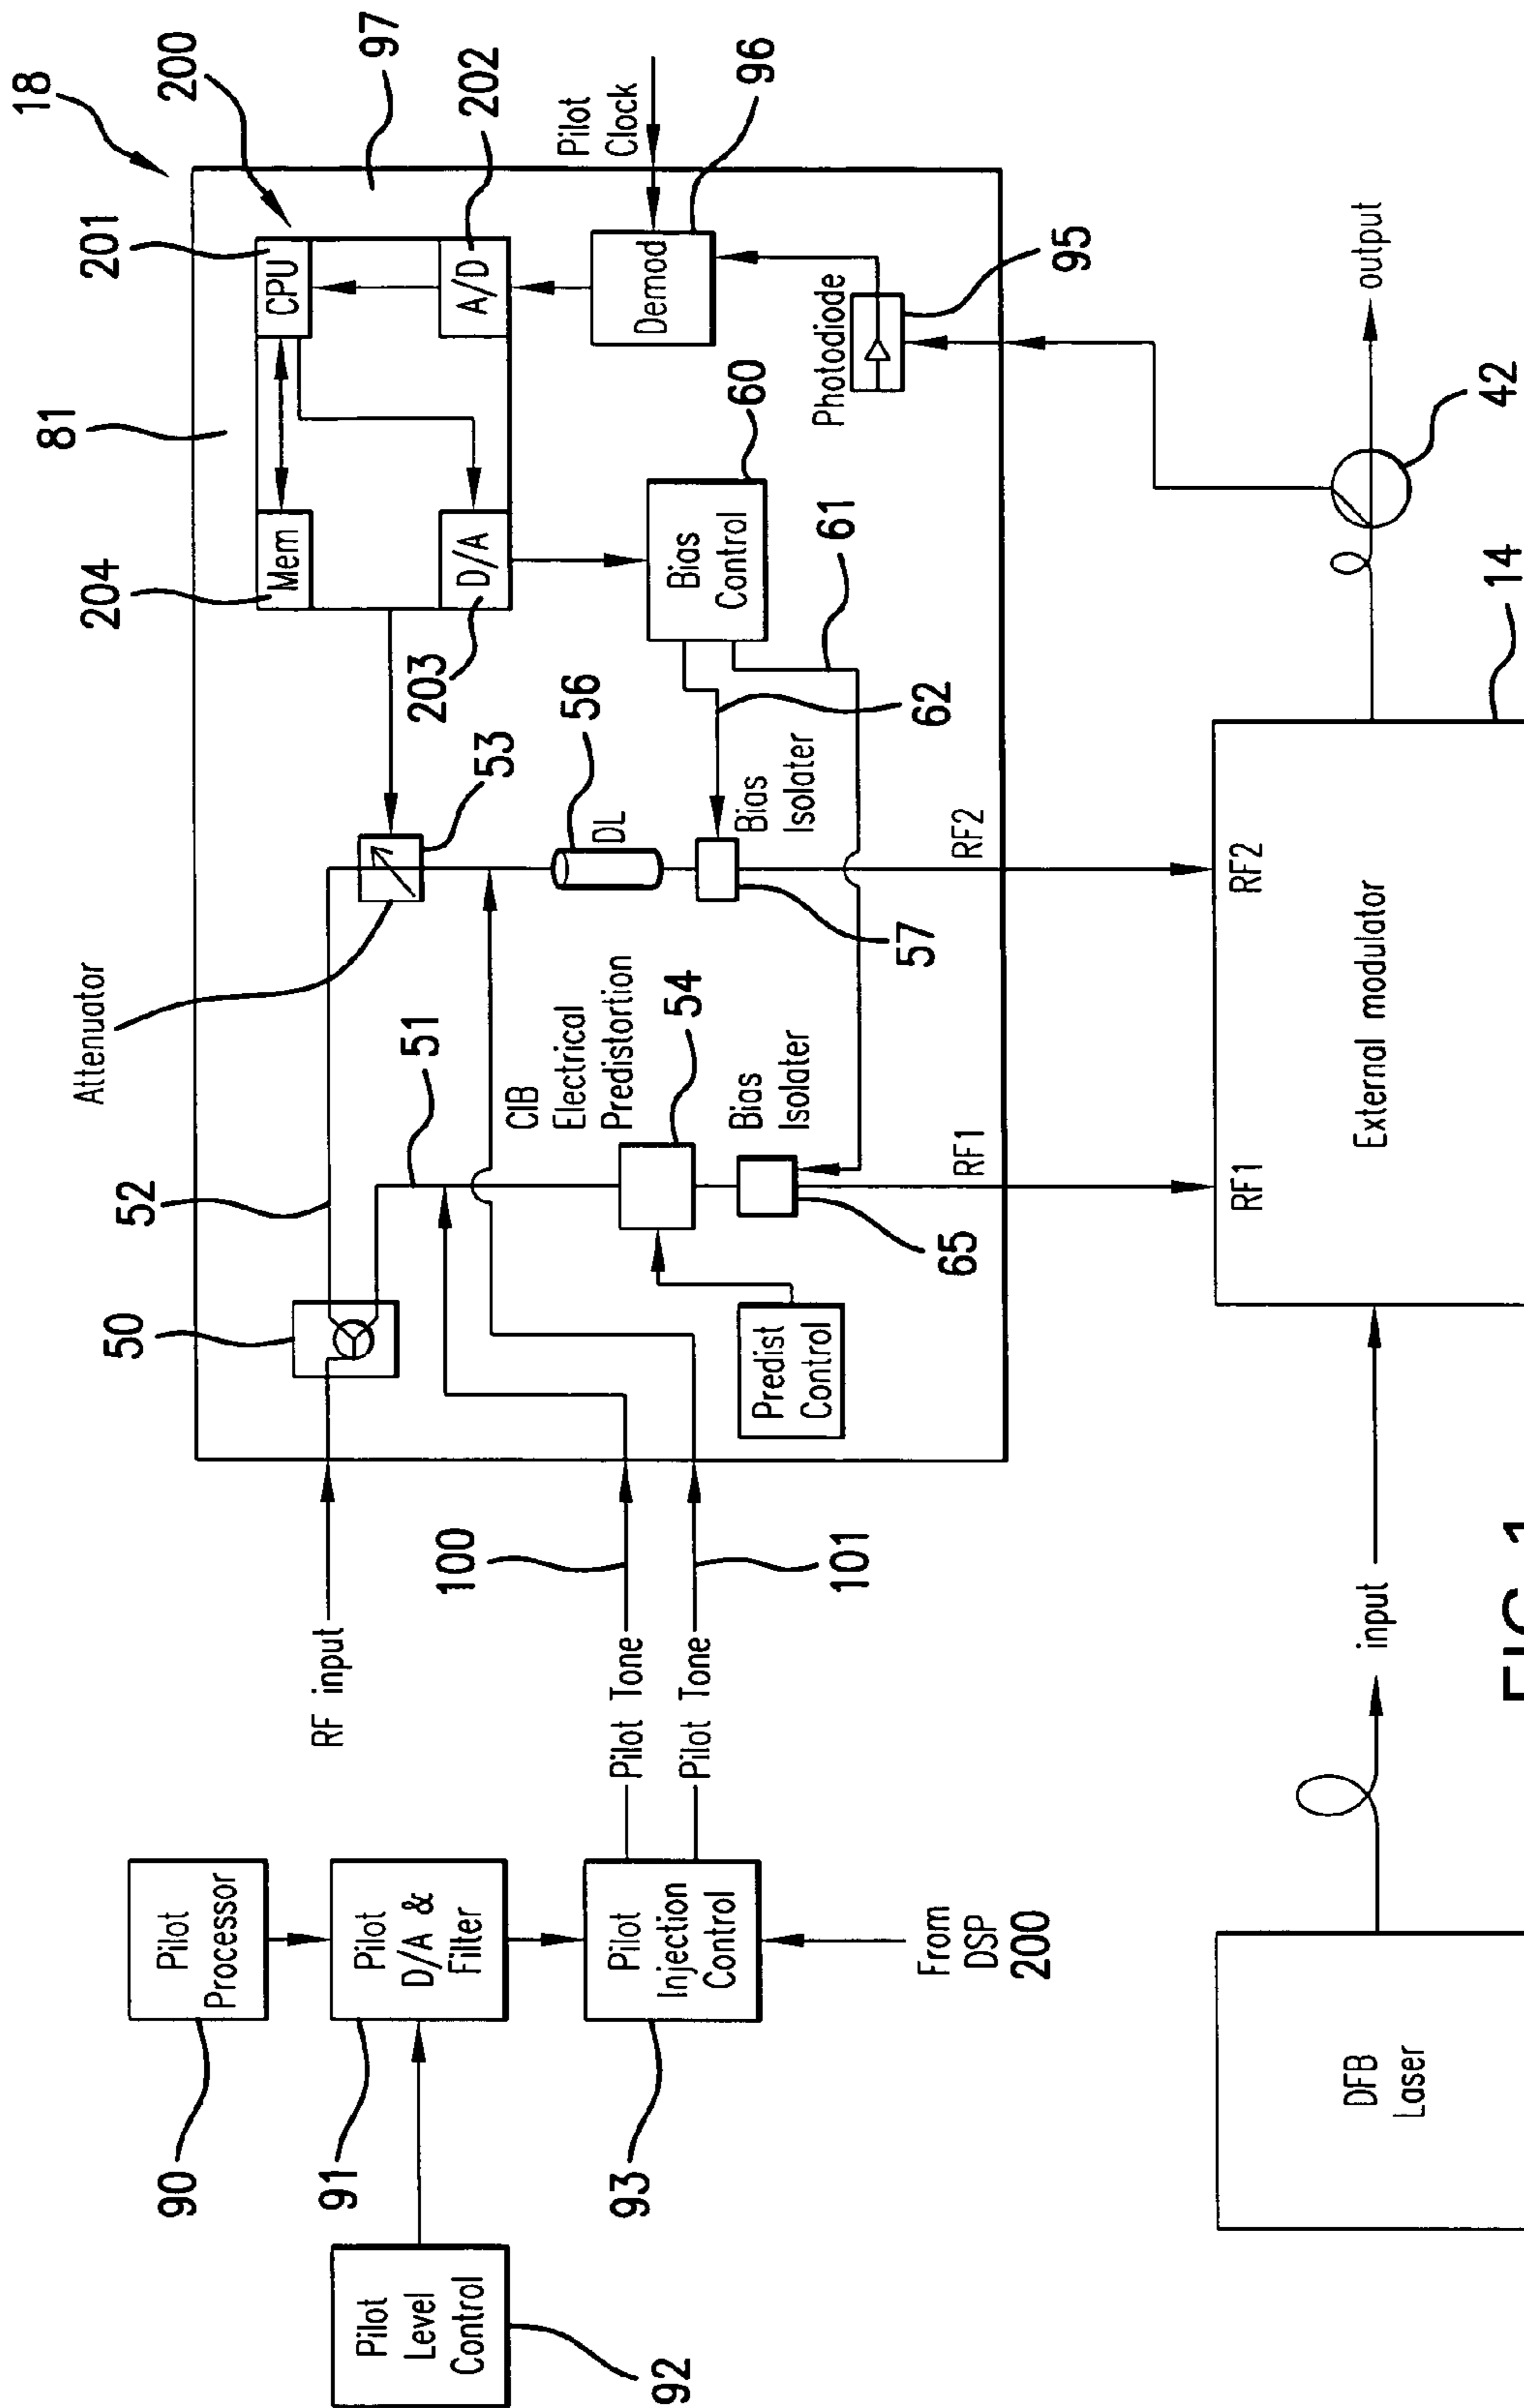 18
81
97
200
201
CPU
204
Mem
A/D
202
D/A
203
Pilot
Clock
Demod
96
Photodiode
95
Bias
Control
60
61
62
Attenuator
53
56
DL
Bias
Isolater
57
RF2
52
51
50
CIB
Electrical
Predistortion
54
Bias
Isolater
65
RF1
Predist
Control
RF input
100
101
Pilot Tone
Pilot Tone
Pilot
Processor
90
Pilot
D/A &
Filter
91
Pilot
Level
Control
92
Pilot
Injection
Control
93
From
DSP
200
DFB
Laser
input
RF1
RF2
External modulator
14
42
output